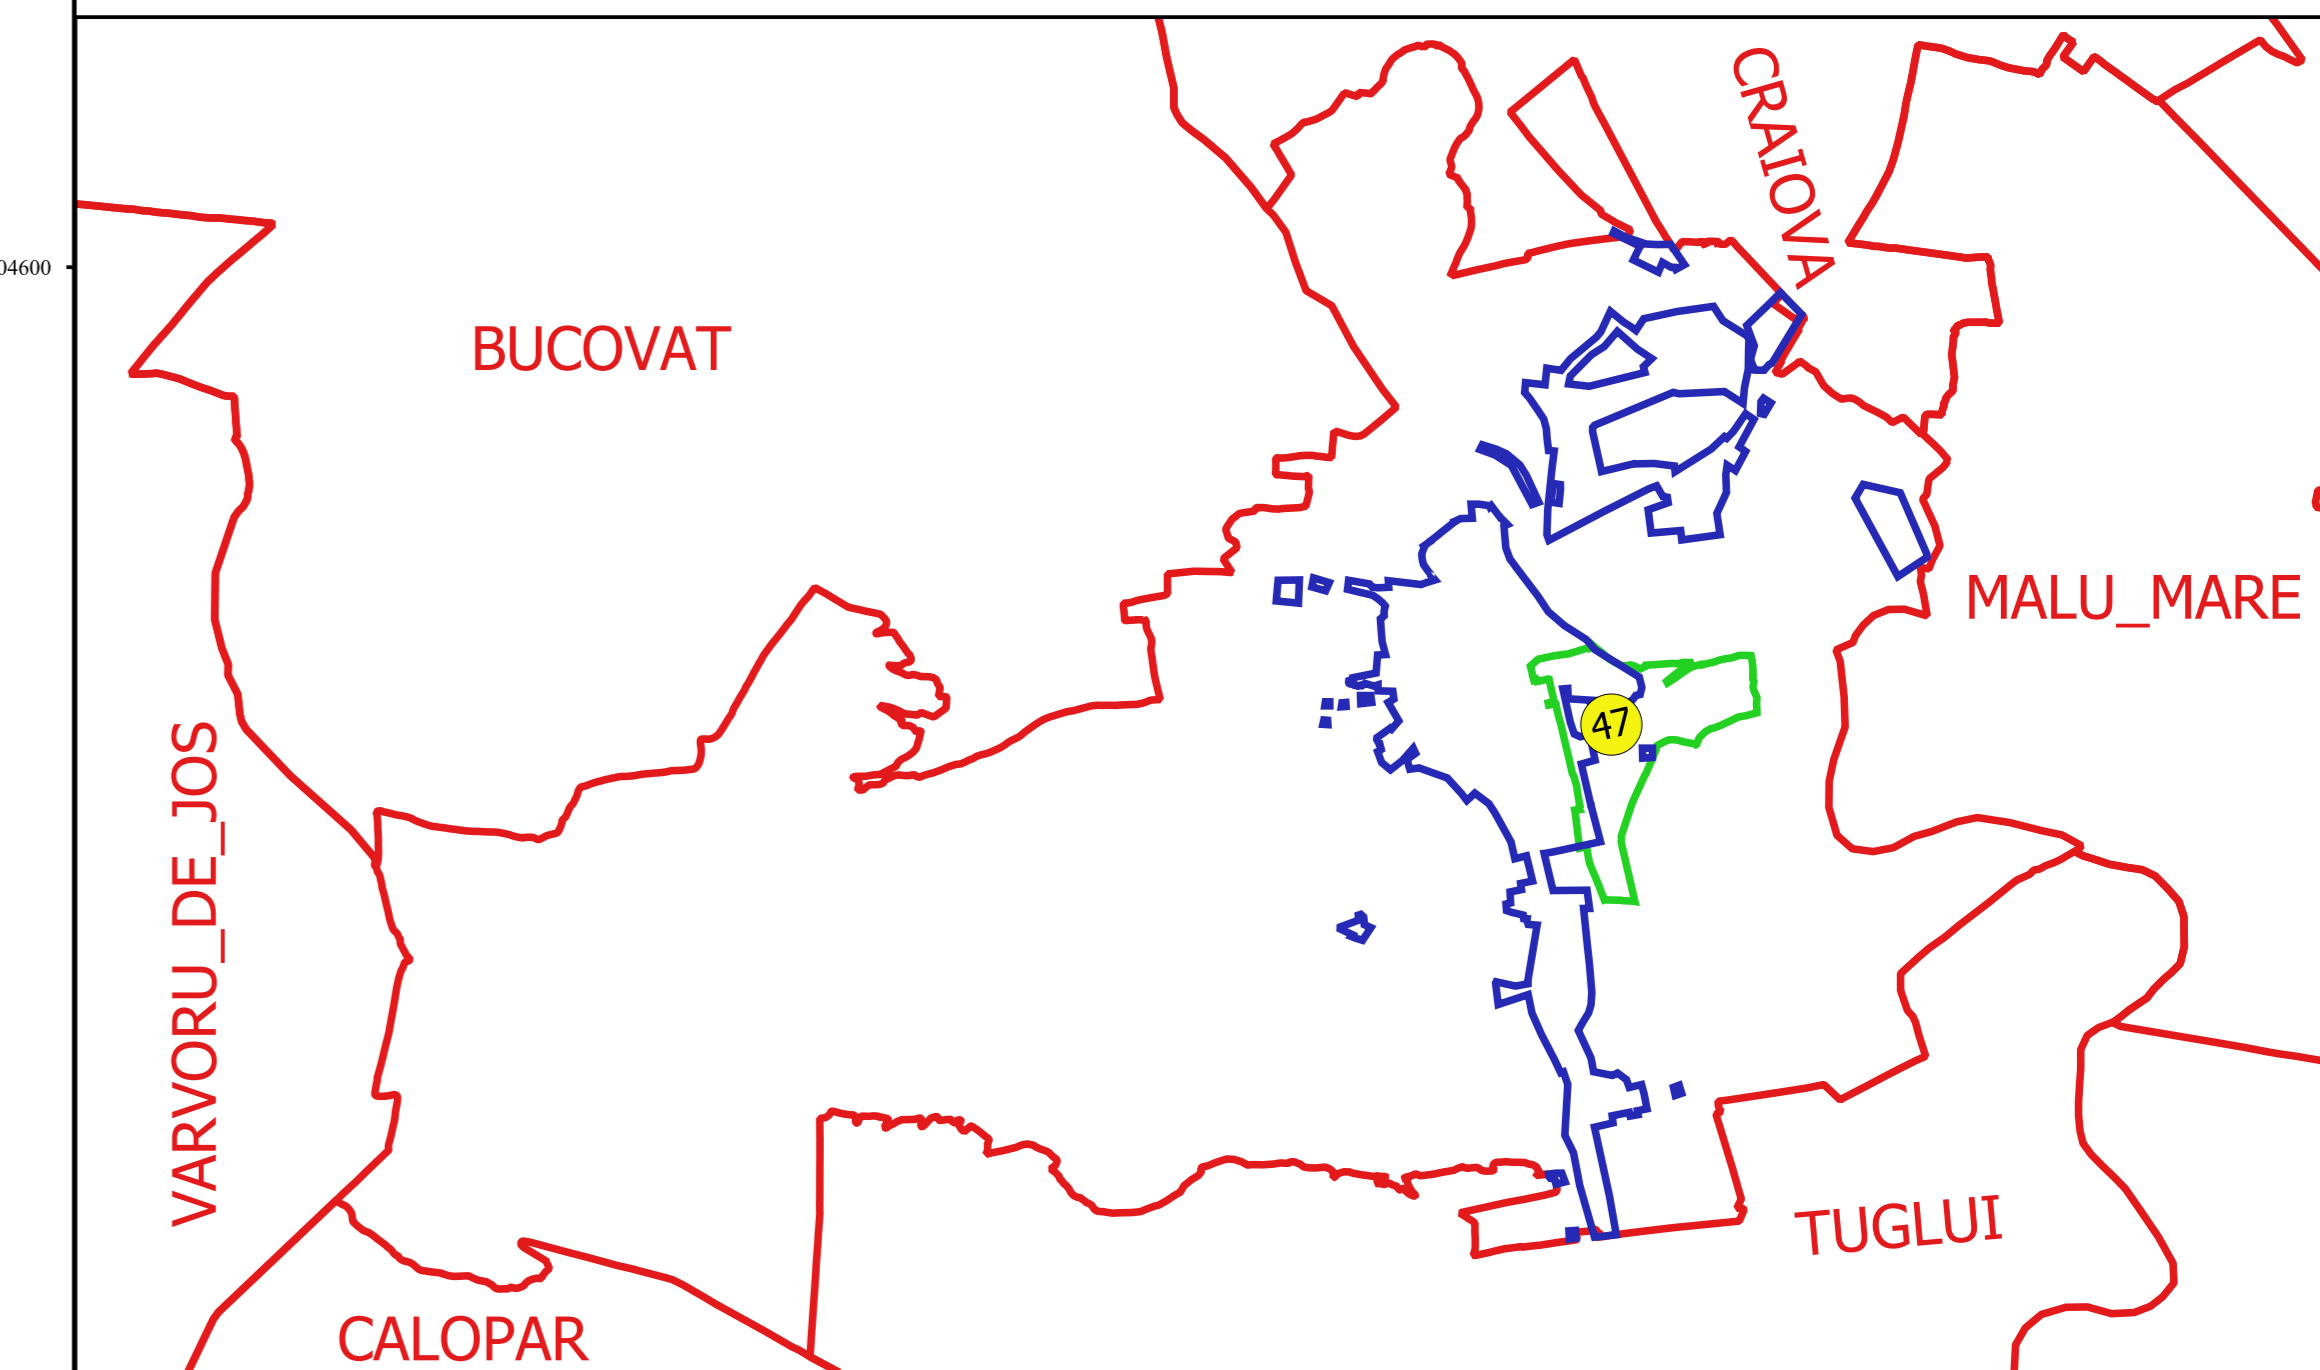 CRAIOVA
04600
BUCOVAT
MALU_MARE
47
VARVORU_DE_JOS
TUGLUI
CALOPAR